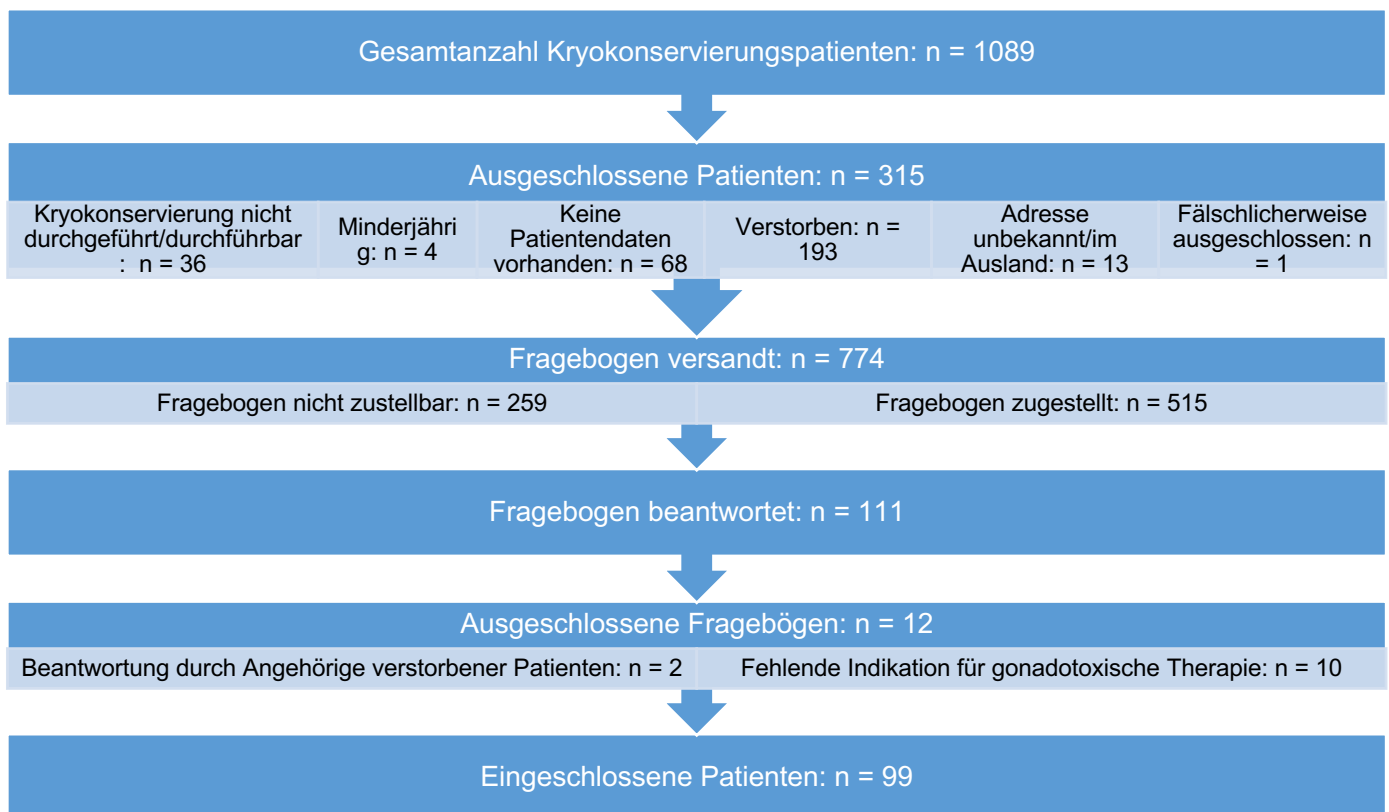 Gesamtanzahl Kryokonservierungspatienten: n = 1089
Ausgeschlossene Patienten: n = 315
Kryokonservierung nicht
durchgeführt/durchführbar
: n = 36
Minderjähri
g: n = 4
Keine
Patientendaten
vorhanden: n = 68
Verstorben: n =
193
Adresse
unbekannt/im
Ausland: n = 13
Fälschlicherweise
ausgeschlossen: n
= 1
Fragebogen versandt: n = 774
Fragebogen nicht zustellbar: n = 259
Fragebogen zugestellt: n = 515
Fragebogen beantwortet: n = 111
Ausgeschlossene Fragebögen: n = 12
Beantwortung durch Angehörige verstorbener Patienten: n = 2
Fehlende Indikation für gonadotoxische Therapie: n = 10
Eingeschlossene Patienten: n = 99